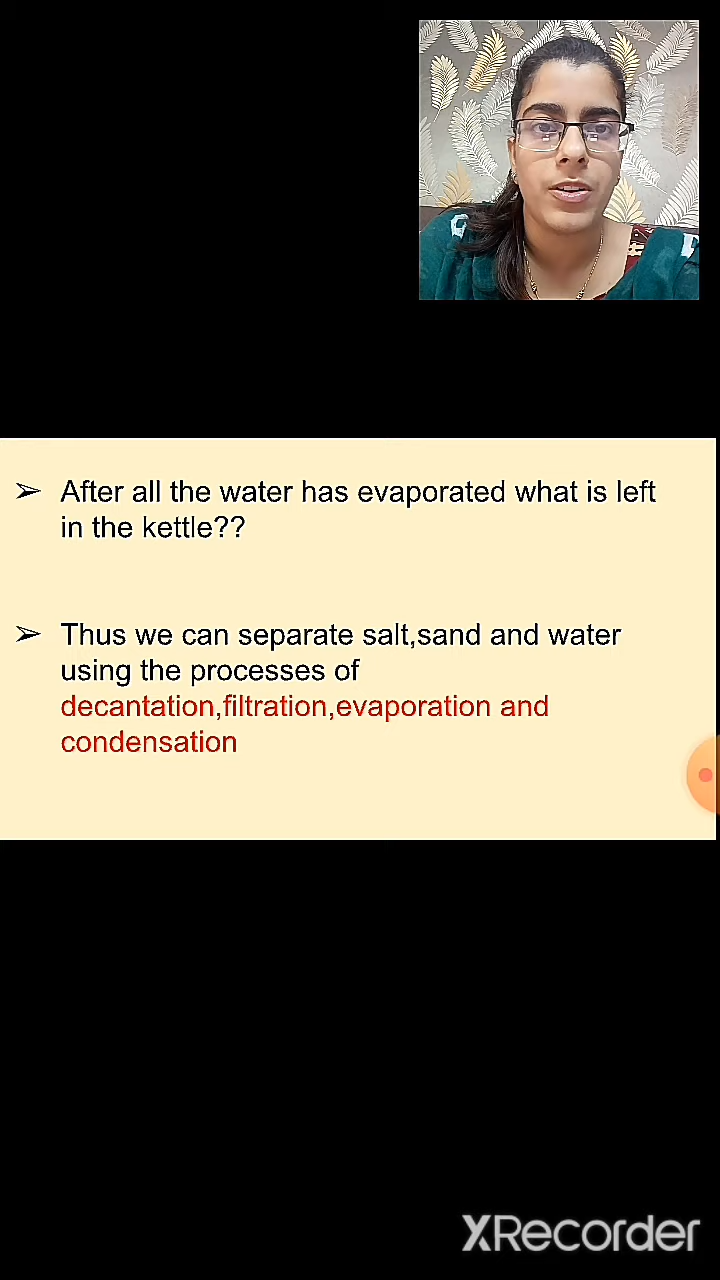 ➢ After all the water has evaporated what is left
in the kettle??
➢ Thus we can separate salt,sand and water
using the processes of
decantation,filtration,evaporation and
condensation
XRecorder